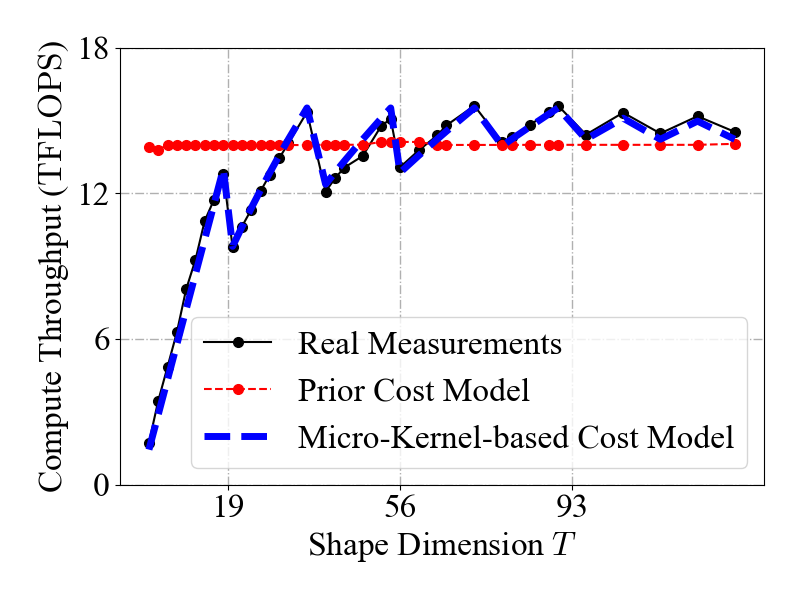 Compute Throughput (TFLOPS)
18
12
6
0
Real Measurements
Prior Cost Model
Micro-Kernel-based Cost Model
19 56 93
Shape Dimension T